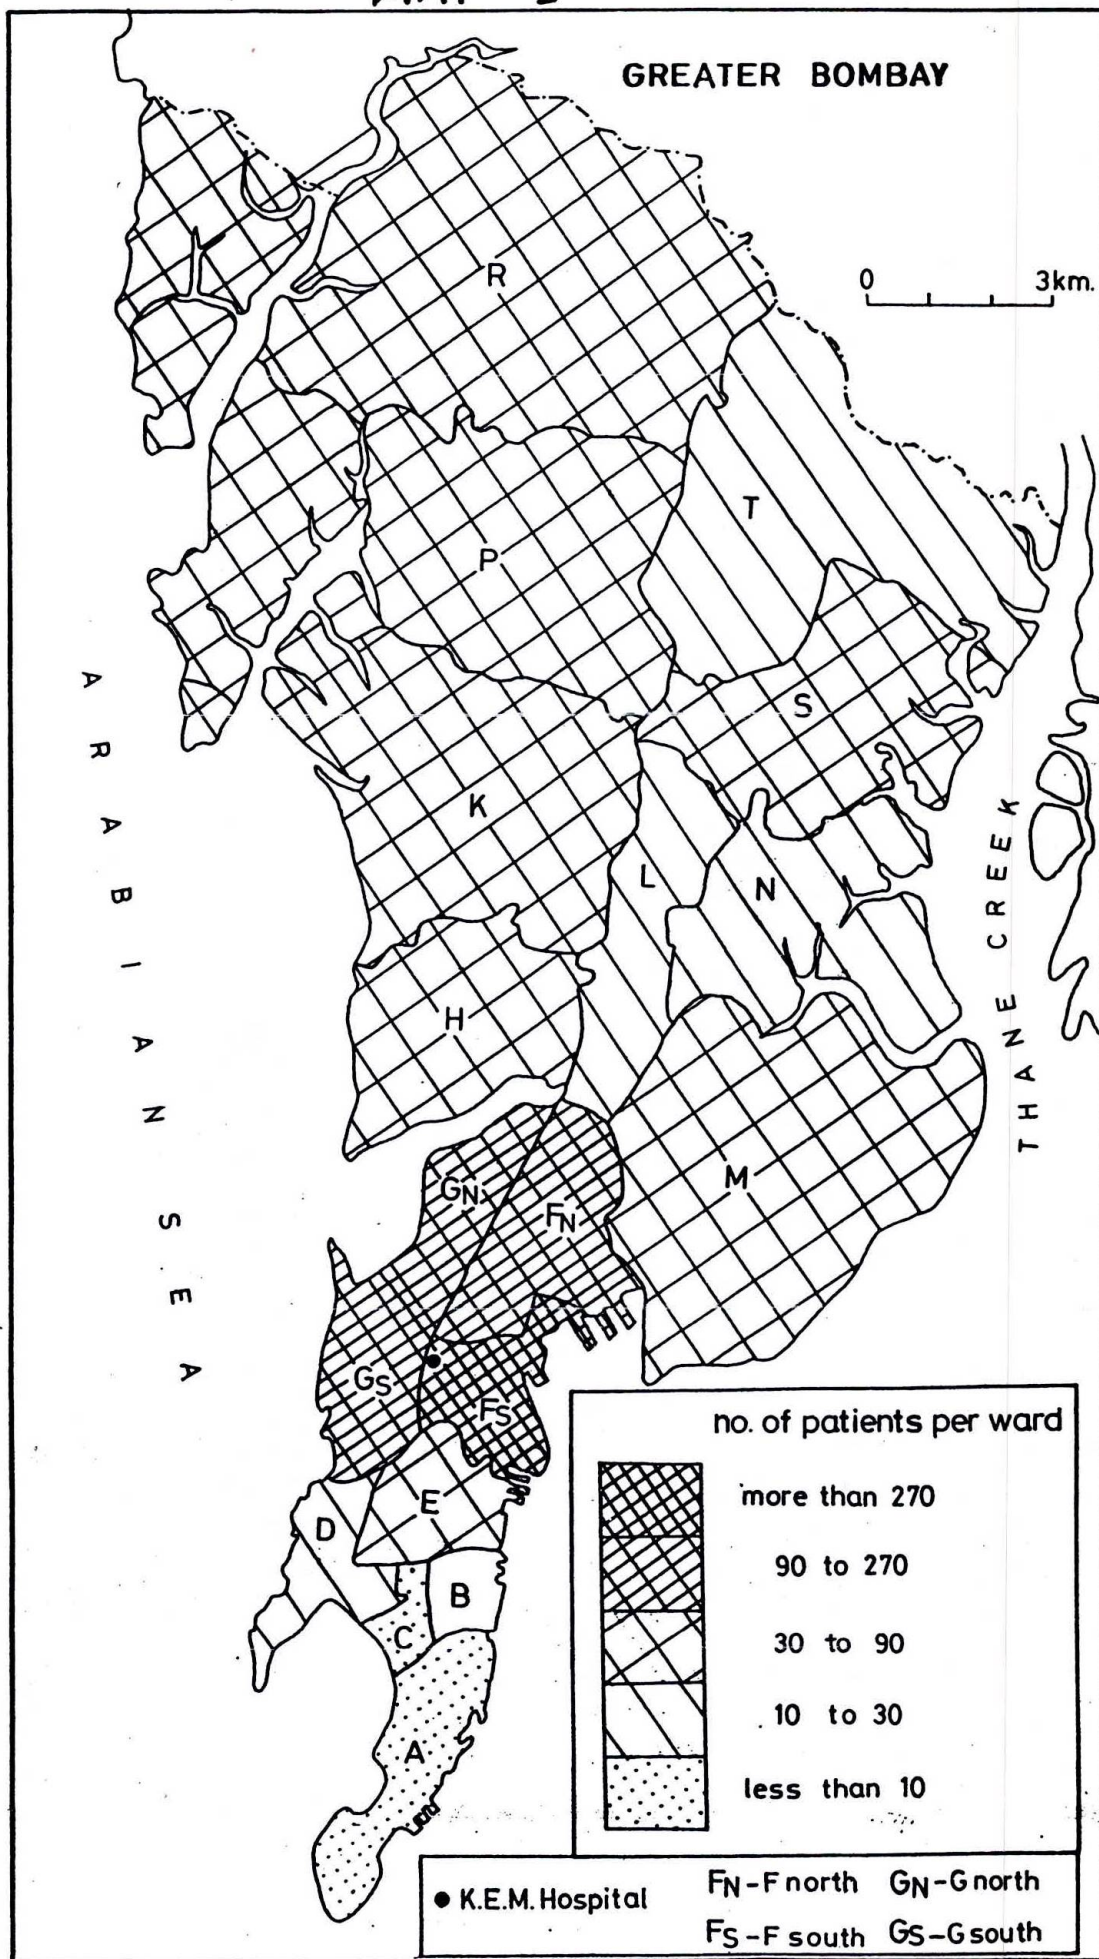 GREATER BOMBAY
0 3km.
R
T
P
S
K
L
N
H
M
GN
FN
GS
FS
E
D
B
C
A
ARABIAN SEA
THANE CREEK
no. of patients per ward
more than 270
90 to 270
30 to 90
10 to 30
less than 10
● K.E.M. Hospital
FN-F north GN-G north
FS-F south GS-G south